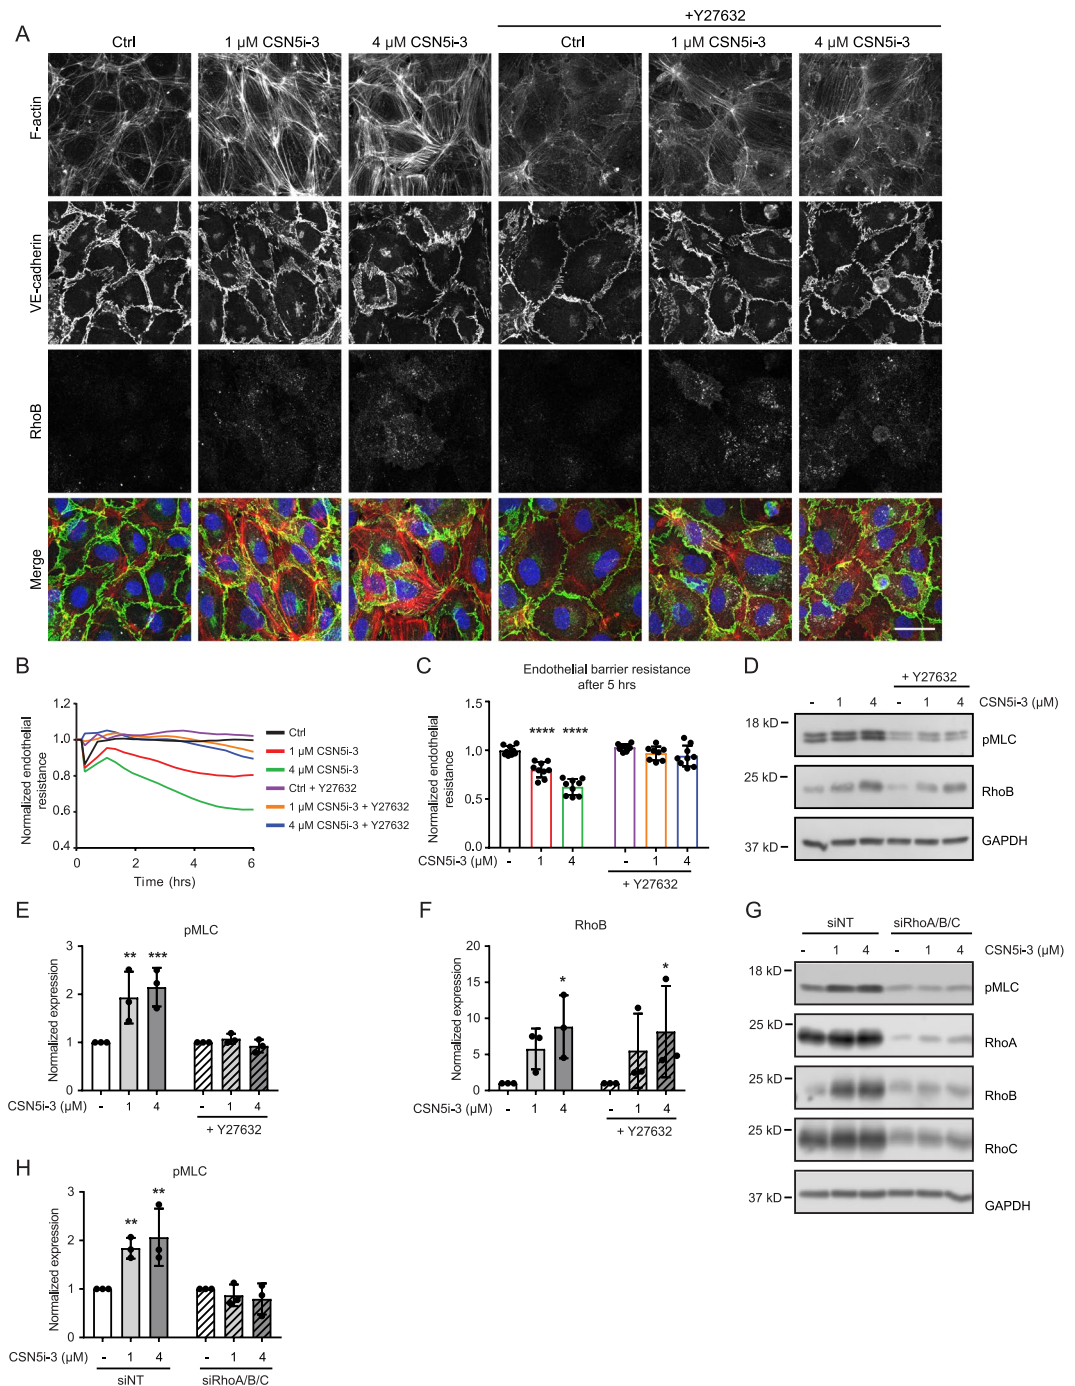 +Y27632
A
Ctrl 1 µM CSN5i-3 4 µM CSN5i-3 Ctrl 1 µM CSN5i-3 4 µM CSN5i-3
F-actin
VE-cadherin
RhoB
Merge
B
Normalized endothelial
resistance
1.2
1.0
0.8
0.6
0.4
0 2 4 6
Time (hrs)
Ctrl
1 µM CSN5i-3
4 µM CSN5i-3
Ctrl + Y27632
1 µM CSN5i-3 + Y27632
4 µM CSN5i-3 + Y27632
C
Endothelial barrier resistance
after 5 hrs
Normalized endothelial
resistance
1.5
1.0
0.5
0
**** ****
CSN5i-3 (µM) - 1 4 - 1 4
+ Y27632
D
+ Y27632
- 1 4 - 1 4 CSN5i-3 (µM)
18 kD
pMLC
25 kD
RhoB
37 kD
GAPDH
E
pMLC
Normalized expression
3
2
1
0
** ***
CSN5i-3 (µM) - 1 4 - 1 4
+ Y27632
F
RhoB
Normalized expression
20
15
10
5
0
* *
CSN5i-3 (µM) - 1 4 - 1 4
+ Y27632
G
siNT siRhoA/B/C
- 1 4 - 1 4 CSN5i-3 (µM)
18 kD
pMLC
25 kD
RhoA
25 kD
RhoB
25 kD
RhoC
37 kD
GAPDH
H
pMLC
Normalized expression
3
2
1
0
** **
CSN5i-3 (µM) - 1 4 - 1 4
siNT siRhoA/B/C